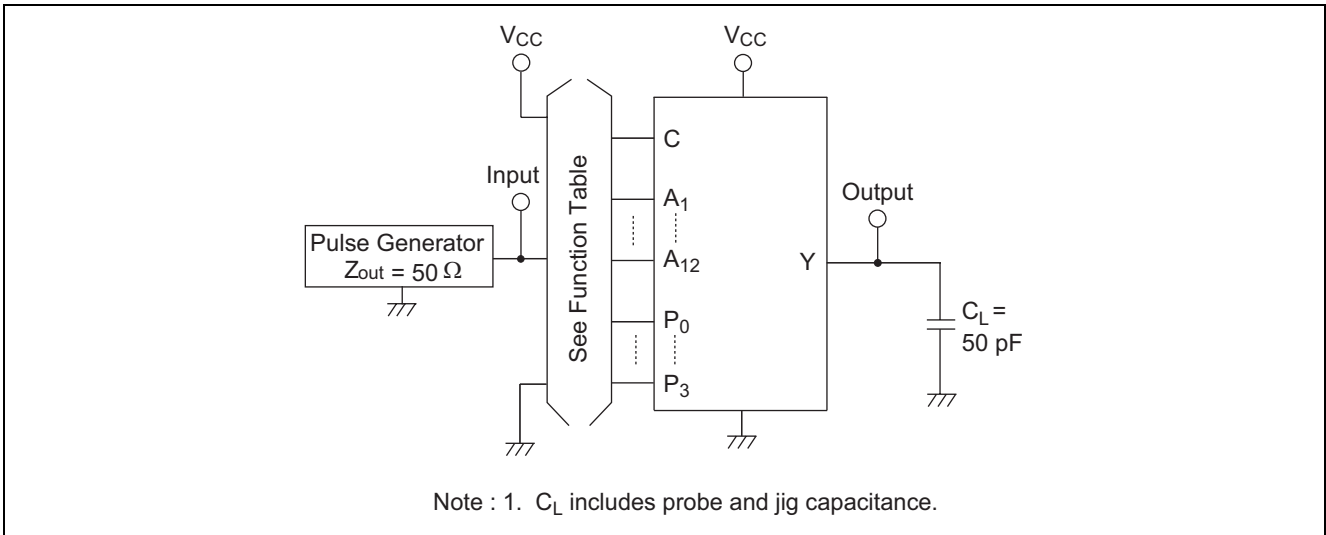 VCC
VCC
Input
Pulse Generator
Zout = 50 Ω
See Function Table
C
A1
A12
P0
P3
Y
Output
CL =
50 pF
Note : 1. CL includes probe and jig capacitance.